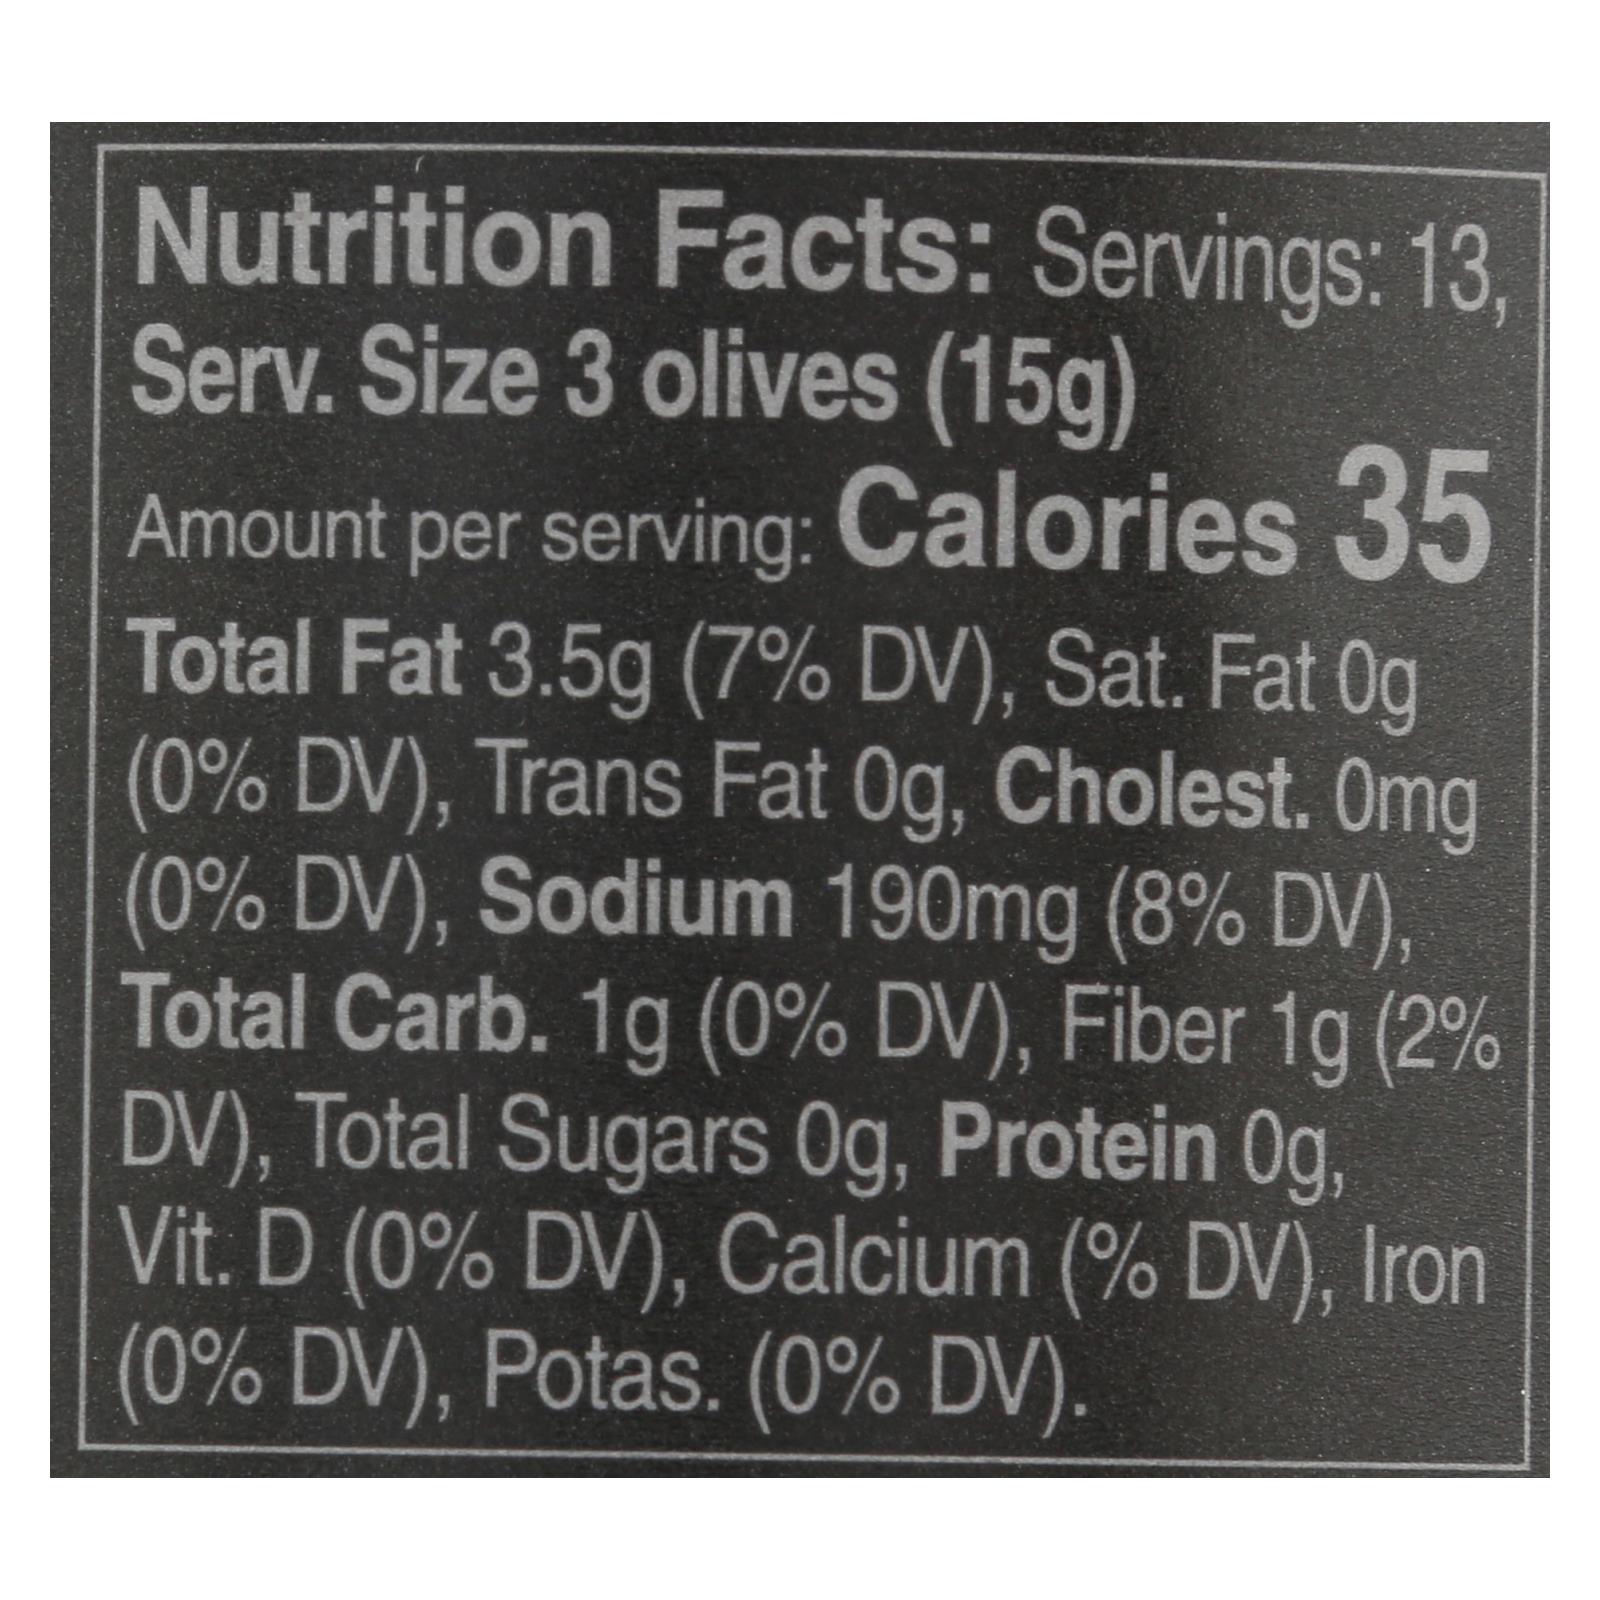 Nutrition Facts: Servings: 13,
Serv. Size 3 olives (15g)
Amount per serving: Calories 35
Total Fat 3.5g (7% DV), Sat. Fat 0g
(0% DV), Trans Fat 0g, Cholest. 0mg
(0% DV), Sodium 190mg (8% DV),
Total Carb. 1g (0% DV), Fiber 1g (2%
DV), Total Sugars 0g, Protein 0g,
Vit. D (0% DV), Calcium (% DV), Iron
(0% DV), Potas. (0% DV).